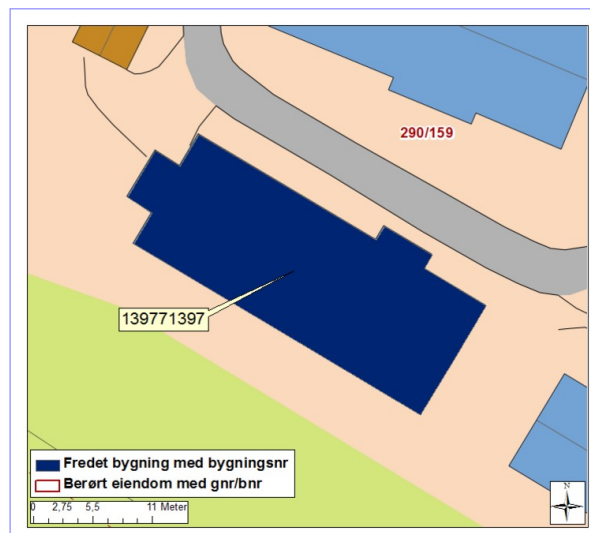 290/159
139771397
Fredet bygning med bygningsnr
Berørt eiendom med gnr/bnr
0 2,75 5,5 11 Meter
N